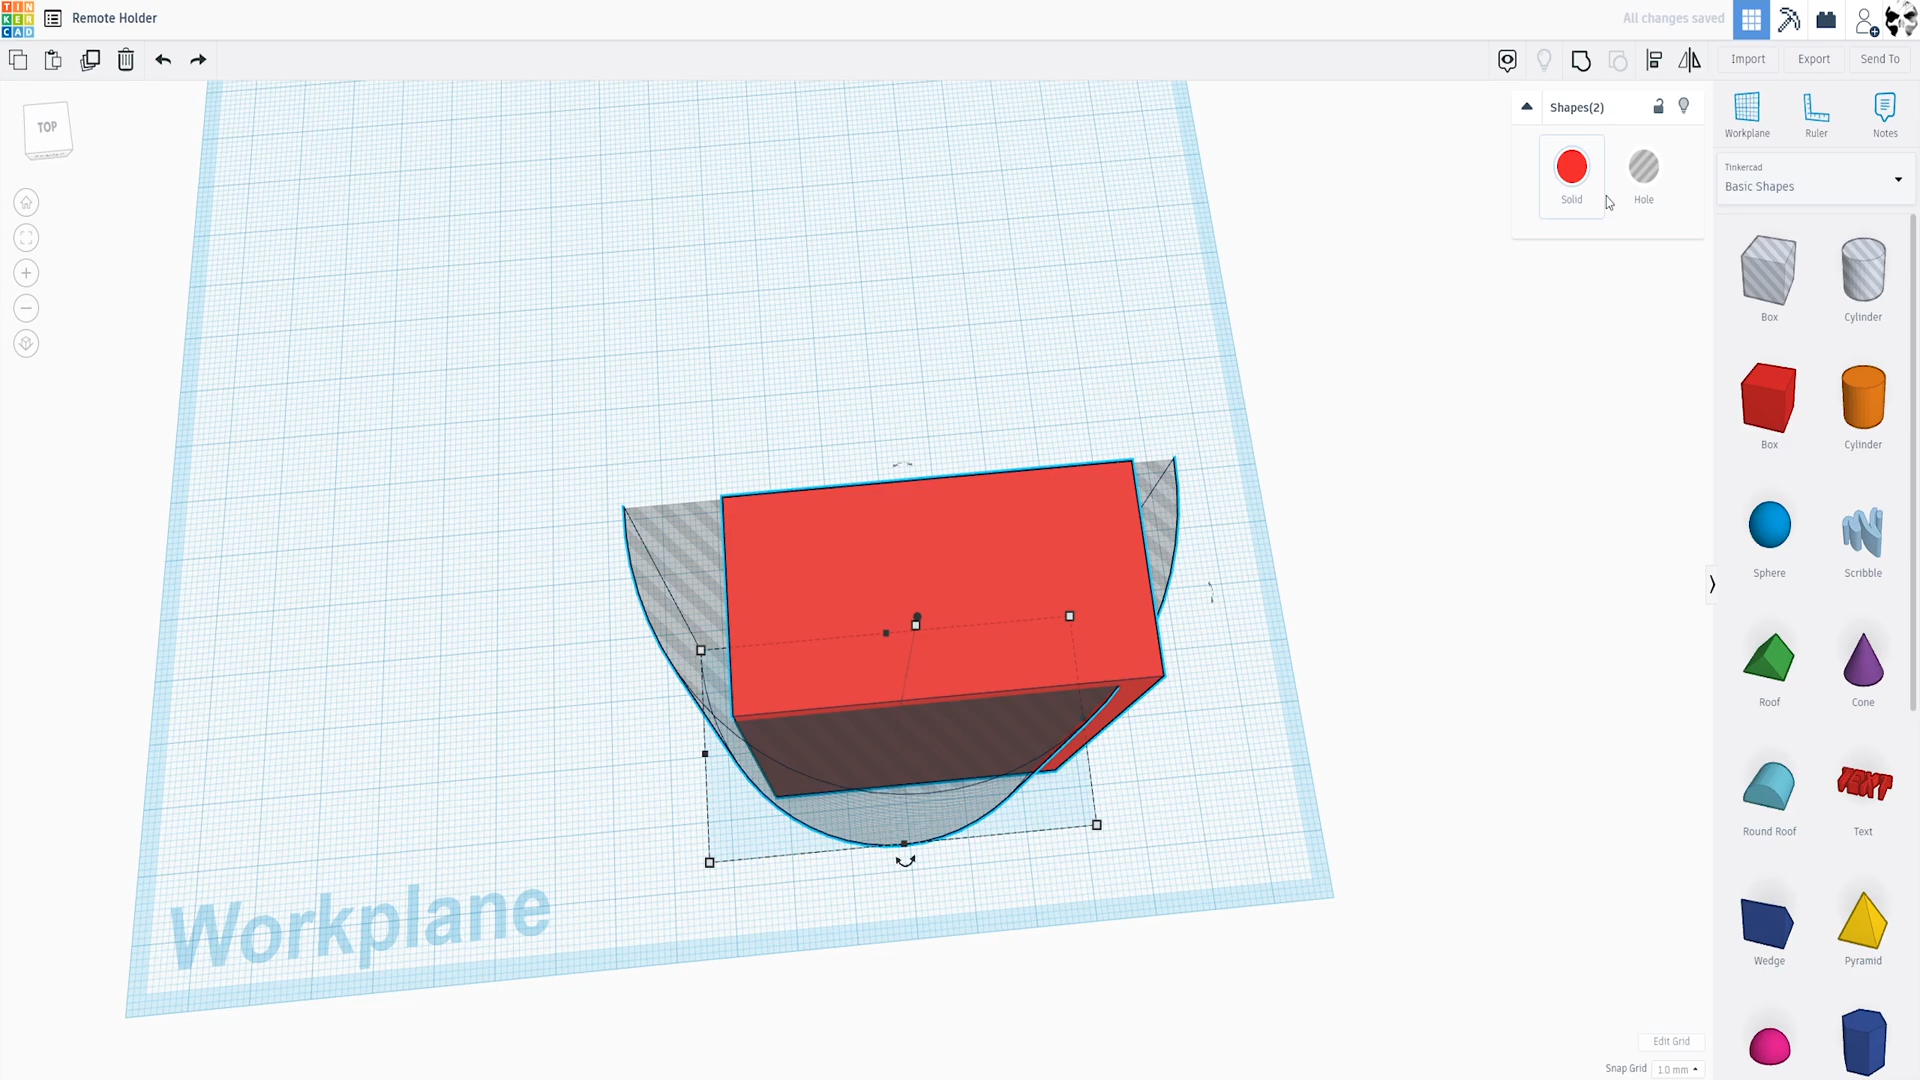 TIN
KER
CAD
Remote Holder
All changes saved
Import
Export
Send To
TOP
Shapes(2)
Solid
Hole
Workplane
Ruler
Notes
Tinkercad
Basic Shapes
Box
Cylinder
Box
Cylinder
Sphere
Scribble
Roof
Cone
Round Roof
TEXT
Text
Wedge
Pyramid
Workplane
Edit Grid
Snap Grid
1.0 mm